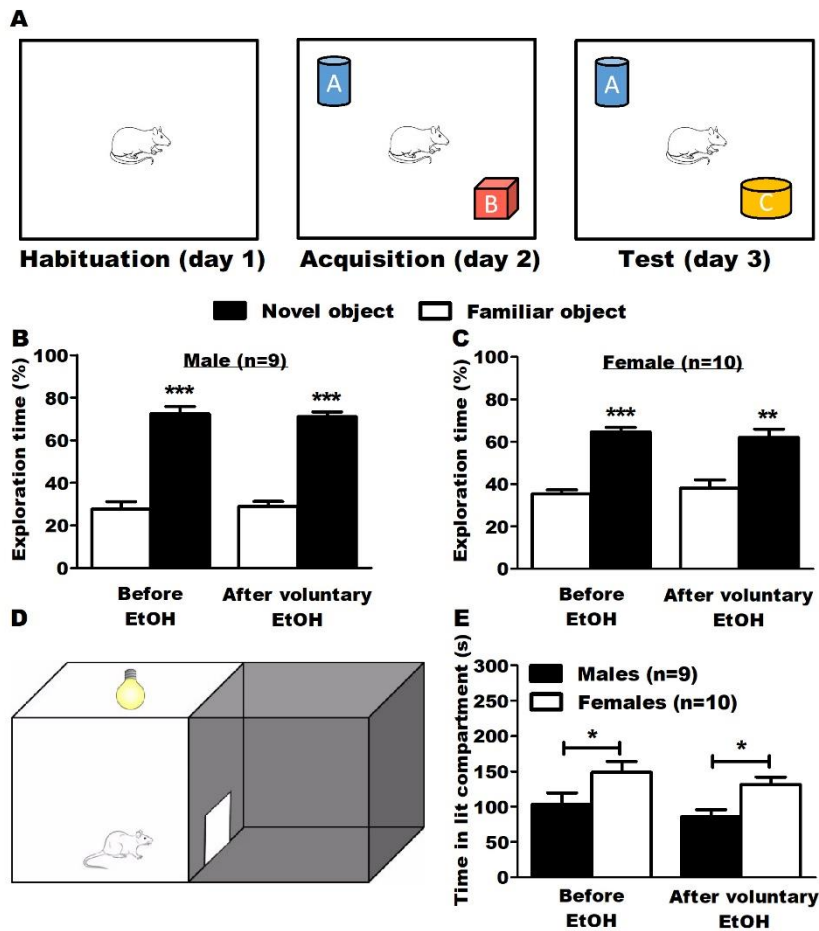 A
A
B
A
C
Habituation (day 1)
Acquisition (day 2)
Test (day 3)
Novel object
Familiar object
B
Male (n=9)
Exploration time (%)
100
80
60
40
20
0
***
***
Before
EtOH
After voluntary
EtOH
C
Female (n=10)
Exploration time (%)
100
80
60
40
20
0
***
**
Before
EtOH
After voluntary
EtOH
D
E
Time in lit compartment (s)
300
250
200
150
100
50
0
Males (n=9)
Females (n=10)
*
*
Before
EtOH
After voluntary
EtOH